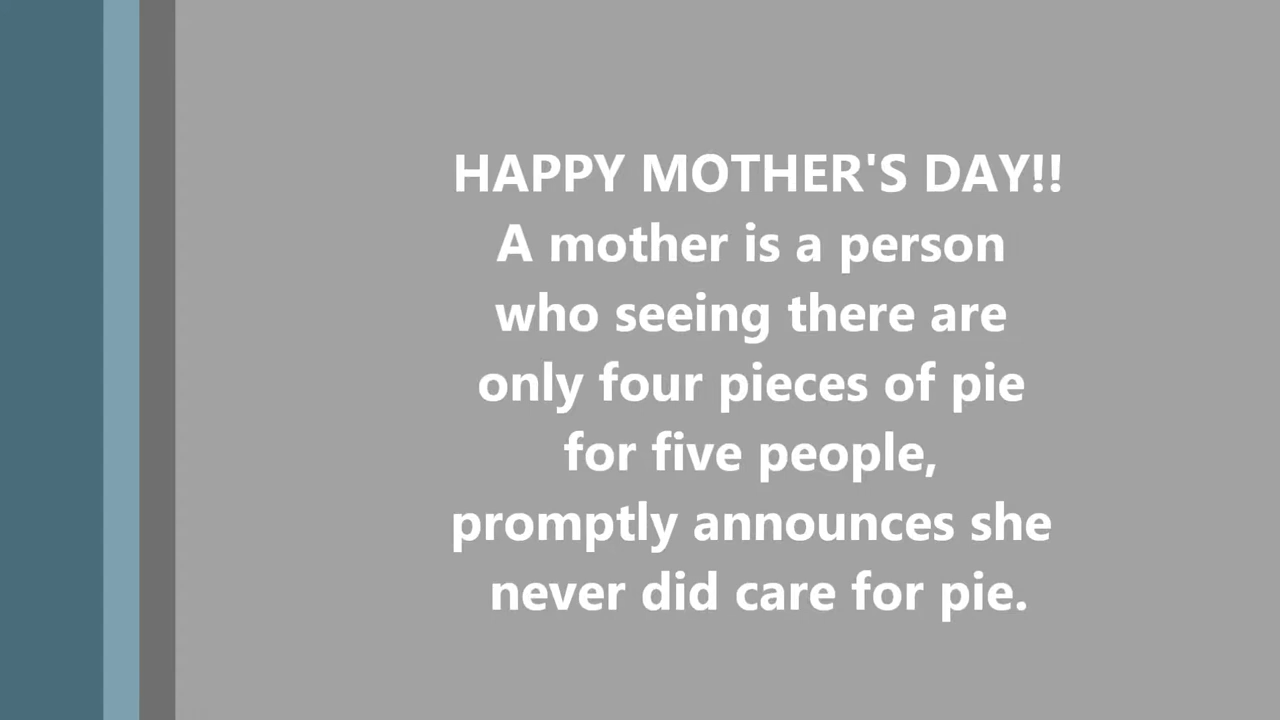 HAPPY MOTHER'S DAY!!
A mother is a person
who seeing there are
only four pieces of pie
for five people,
promptly announces she
never did care for pie.